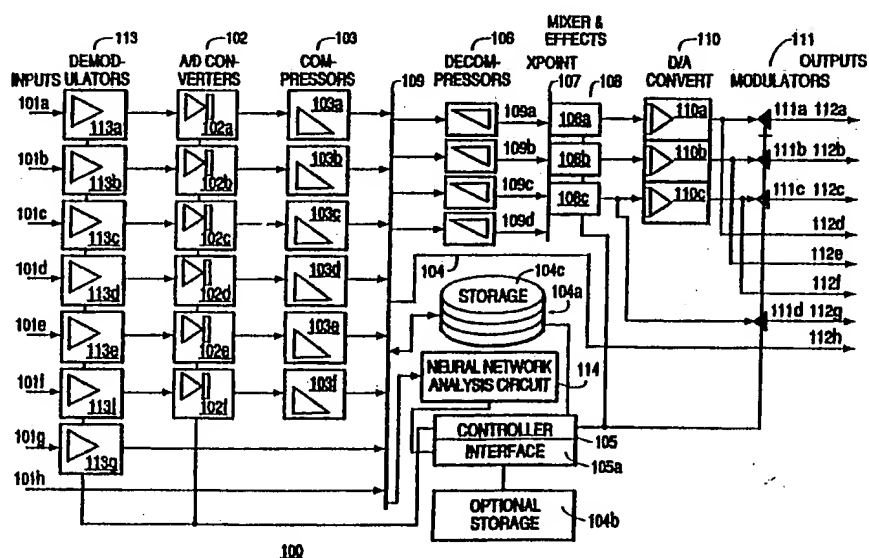 113
102
103
106
MIXER &
EFFECTS
110
111
DEMOD-
ULATORS
A/D CON-
VERTERS
COM-
PRESSORS
DECOM-
PRESSORS
XPOINT
D/A
CONVERT
MODULATORS
INPUTS
OUTPUTS
109
107
108
101a
113a
102a
103a
109a
108a
110a
111a 112a
101b
113b
102b
103b
109b
108b
110b
111b 112b
101c
113c
102c
103c
109c
108c
110c
111c 112c
109d
112d
101d
113d
102d
103d
104
104c
STORAGE
104a
112e
112f
101e
113e
102e
103e
111d 112g
112h
101f
113f
102f
103f
NEURAL NETWORK
ANALYSIS CIRCUIT
114
101g
113g
CONTROLLER
105
INTERFACE
105a
101h
OPTIONAL
STORAGE
104b
100